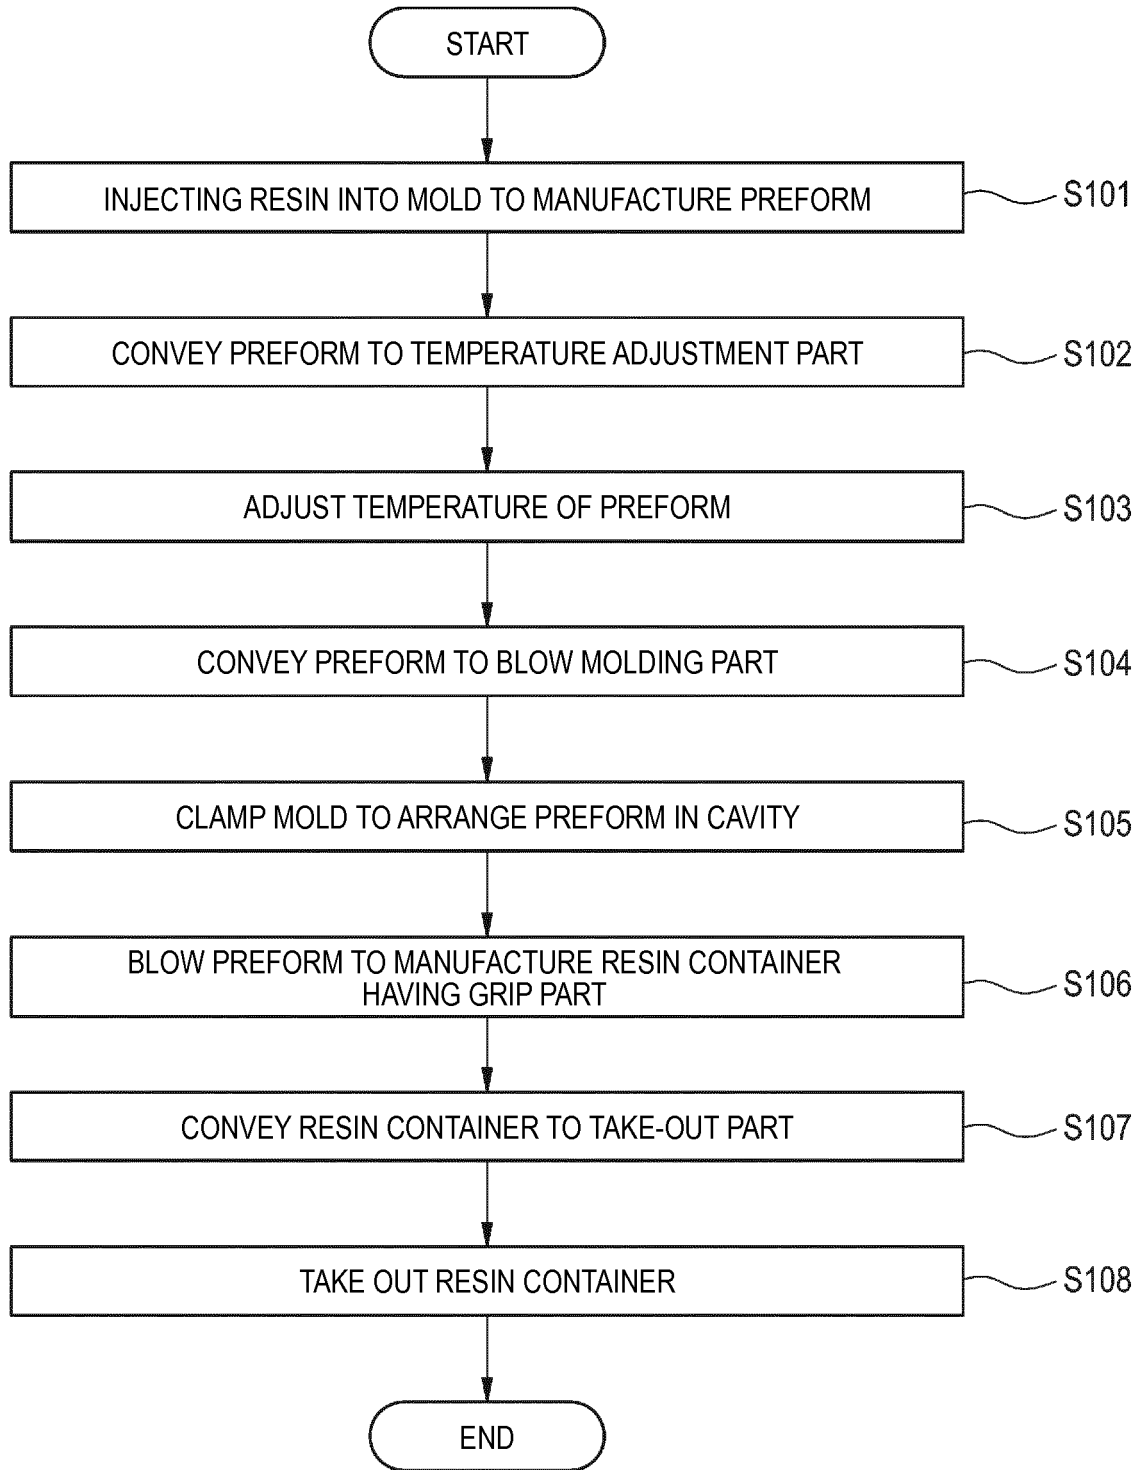 START
INJECTING RESIN INTO MOLD TO MANUFACTURE PREFORM
S101
CONVEY PREFORM TO TEMPERATURE ADJUSTMENT PART
S102
ADJUST TEMPERATURE OF PREFORM
S103
CONVEY PREFORM TO BLOW MOLDING PART
S104
CLAMP MOLD TO ARRANGE PREFORM IN CAVITY
S105
BLOW PREFORM TO MANUFACTURE RESIN CONTAINER
HAVING GRIP PART
S106
CONVEY RESIN CONTAINER TO TAKE-OUT PART
S107
TAKE OUT RESIN CONTAINER
S108
END